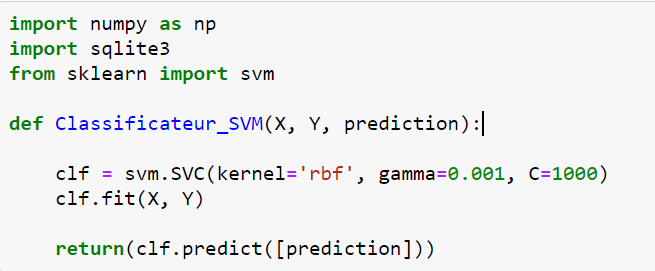 import numpy as np
import sqlite3
from sklearn import svm
def Classificateur_SVM(X, Y, prediction):
    clf = svm.SVC(kernel='rbf', gamma=0.001, C=1000)
    clf.fit(X, Y)
    return(clf.predict([prediction]))